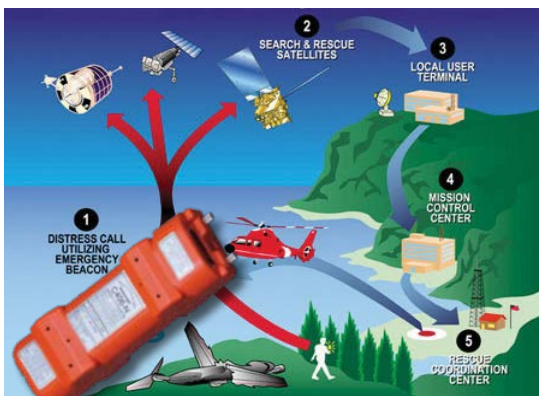 1
DISTRESS CALL
UTILIZING
EMERGENCY
BEACON
2
SEARCH & RESCUE
SATELLITES
3
LOCAL USER
TERMINAL
4
MISSION
CONTROL
CENTER
5
RESCUE
COORDINATION
CENTER